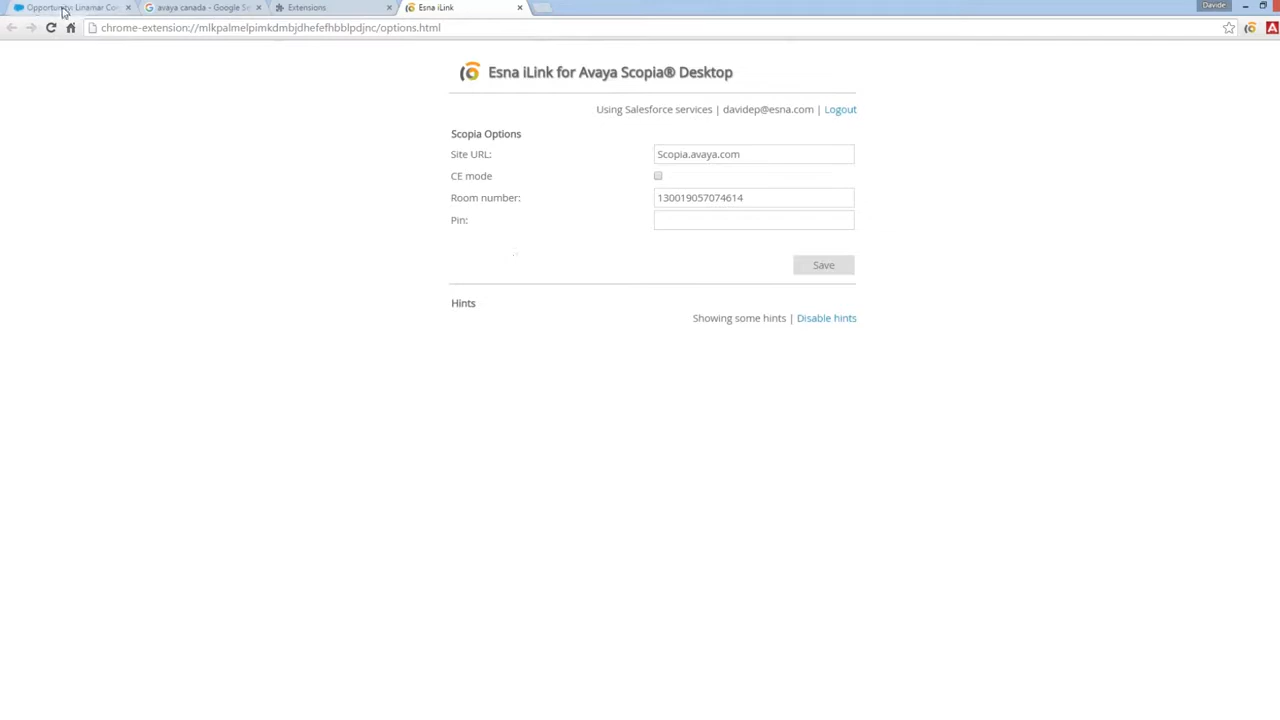 Opportunity: Linamar Co
avaya canada - Google Se
Extensions
Esna iLink
Davide
chrome-extension://mlkpalmelpimkdmbjdhefefhbblpdjnc/options.html
Esna iLink for Avaya Scopia® Desktop
Using Salesforce services | davidep@esna.com | Logout
Scopia Options
Site URL: Scopia.avaya.com
CE mode
Room number: 130019057074614
Pin:
Save
Hints
Showing some hints | Disable hints